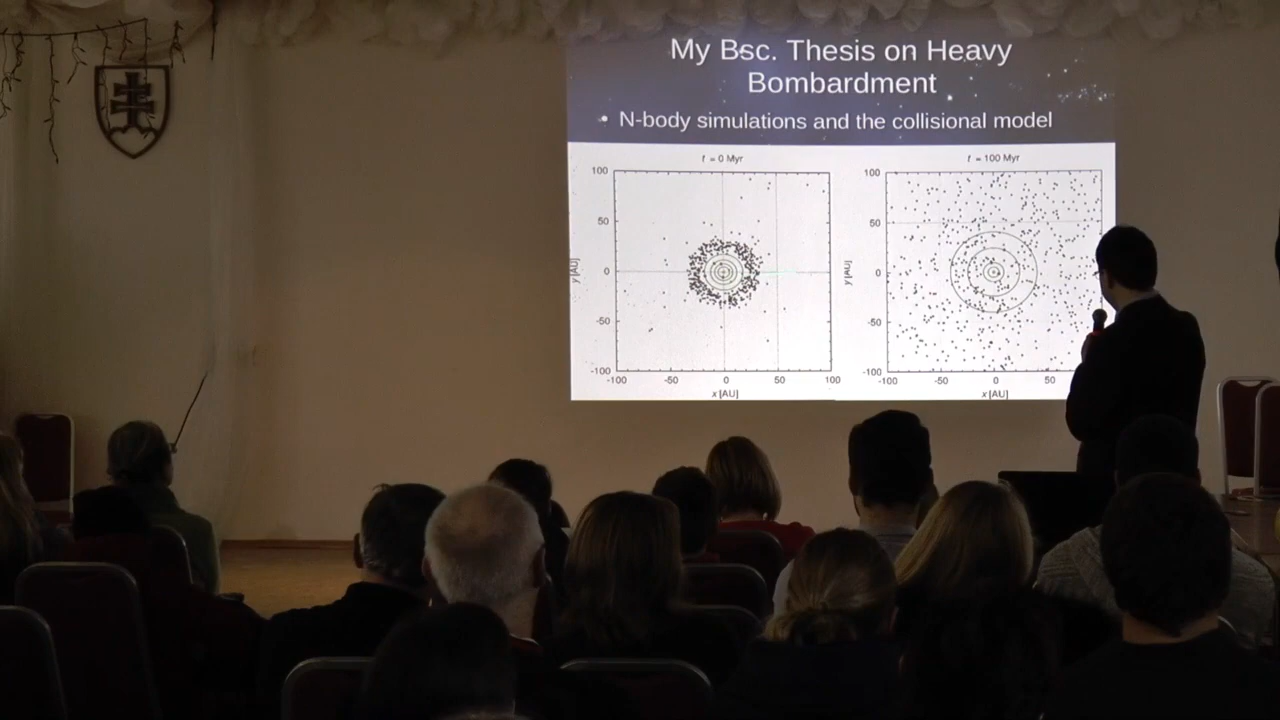 My Bsc. Thesis on Heavy
Bombardment
• N-body simulations and the collisional model
t = 0 Myr
100
50
0
-50
-100
-100 -50 0 50 100
x [AU]
y [AU]
t = 100 Myr
100
50
0
-50
-100
-100 -50 0 50
x [AU]
y [AU]